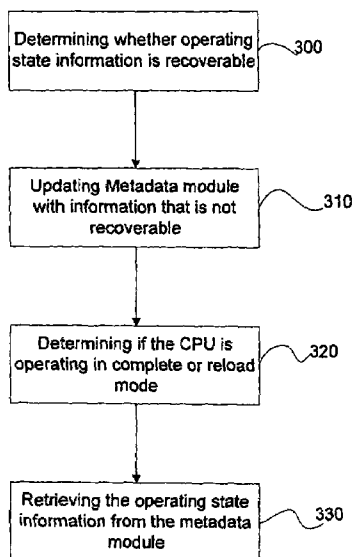 Determining whether operating
state information is recoverable
300
Updating Metadata module
with information that is not
recoverable
310
Determining if the CPU is
operating in complete or reload
mode
320
Retrieving the operating state
information from the metadata
module
330